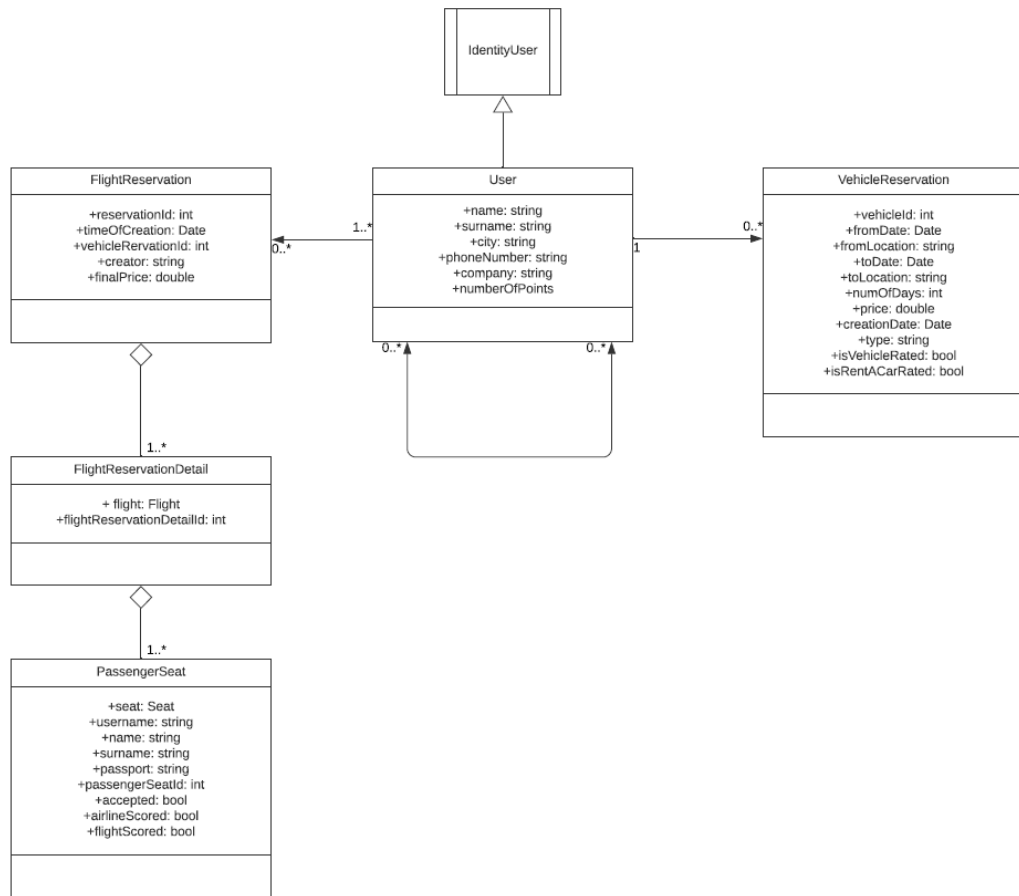 IdentityUser
FlightReservation
+reservationId: int
+timeOfCreation: Date
+vehicleRervationId: int
+creator: string
+finalPrice: double
0..*
1..*
User
+name: string
+surname: string
+city: string
+phoneNumber: string
+company: string
+numberOfPoints
1
0..*
0..*
0..*
VehicleReservation
+vehicleId: int
+fromDate: Date
+fromLocation: string
+toDate: Date
+toLocation: string
+numOfDays: int
+price: double
+creationDate: Date
+type: string
+isVehicleRated: bool
+isRentACarRated: bool
1..*
FlightReservationDetail
+ flight: Flight
+flightReservationDetailId: int
1..*
PassengerSeat
+seat: Seat
+username: string
+name: string
+surname: string
+passport: string
+passengerSeatId: int
+accepted: bool
+airlineScored: bool
+flightScored: bool